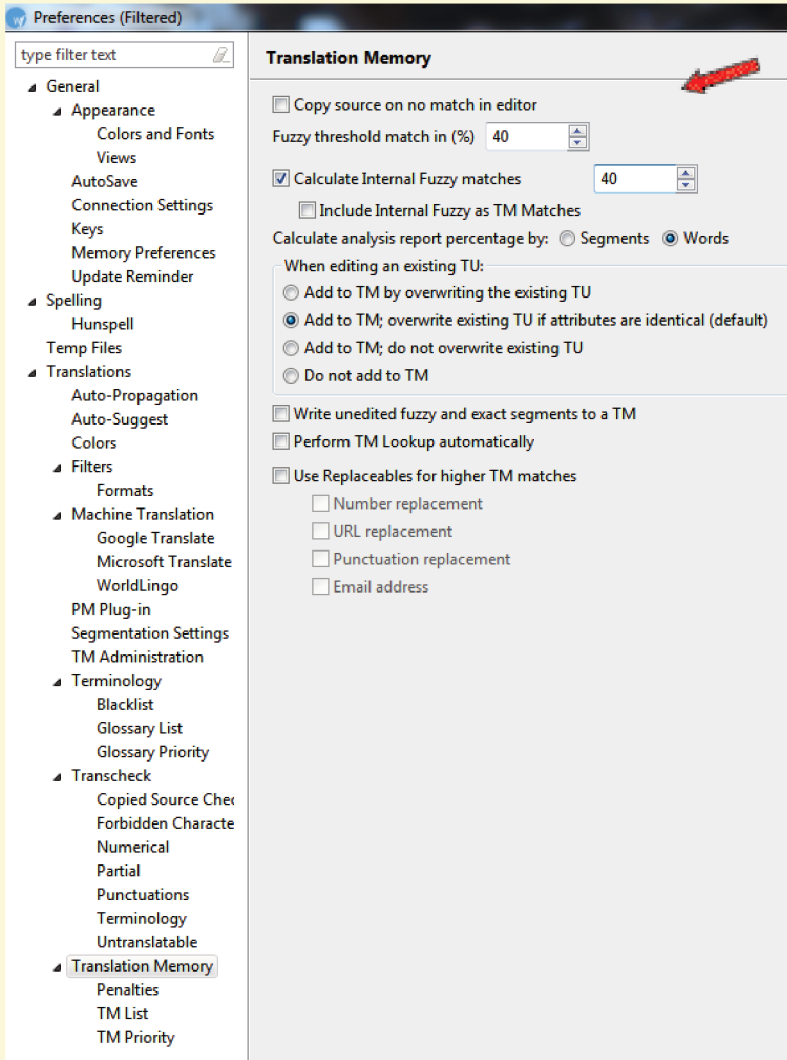 Preferences (Filtered)
type filter text
General
Appearance
Colors and Fonts
Views
AutoSave
Connection Settings
Keys
Memory Preferences
Update Reminder
Spelling
Hunspell
Temp Files
Translations
Auto-Propagation
Auto-Suggest
Colors
Filters
Formats
Machine Translation
Google Translate
Microsoft Translate
WorldLingo
PM Plug-in
Segmentation Settings
TM Administration
Terminology
Blacklist
Glossary List
Glossary Priority
Transcheck
Copied Source Chec
Forbidden Characte
Numerical
Partial
Punctuations
Terminology
Untranslatable
Translation Memory
Penalties
TM List
TM Priority
Translation Memory
Copy source on no match in editor
Fuzzy threshold match in (%) 40
Calculate Internal Fuzzy matches 40
Include Internal Fuzzy as TM Matches
Calculate analysis report percentage by: Segments Words
When editing an existing TU:
Add to TM by overwriting the existing TU
Add to TM; overwrite existing TU if attributes are identical (default)
Add to TM; do not overwrite existing TU
Do not add to TM
Write unedited fuzzy and exact segments to a TM
Perform TM Lookup automatically
Use Replaceables for higher TM matches
Number replacement
URL replacement
Punctuation replacement
Email address